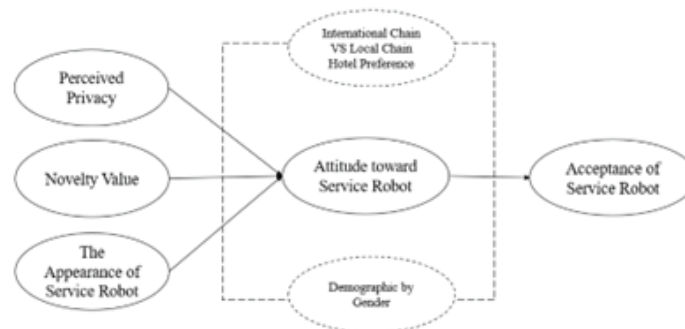 International Chain
VS Local Chain
Hotel Preference
Perceived
Privacy
Novelty Value
Attitude toward
Service Robot
Acceptance of
Service Robot
The
Appearance of
Service Robot
Demographic by
Gender